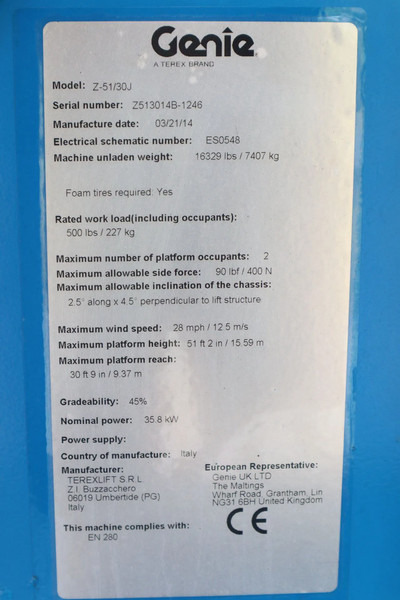 Genie
A TEREX BRAND
Model: Z-51/30J
Serial number: Z513014B-1246
Manufacture date: 03/21/14
Electrical schematic number: ES0548
Machine unladen weight: 16329 lbs / 7407 kg
Foam tires required: Yes
Rated work load(including occupants):
500 lbs / 227 kg
Maximum number of platform occupants: 2
Maximum allowable side force: 90 lbf / 400 N
Maximum allowable inclination of the chassis:
2.5° along x 4.5° perpendicular to lift structure
Maximum wind speed: 28 mph / 12.5 m/s
Maximum platform height: 51 ft 2 in / 15.59 m
Maximum platform reach:
30 ft 9 in / 9.37 m
Gradeability: 45%
Nominal power: 35.8 kW
Power supply:
Country of manufacture: Italy
Manufacturer:
TEREXLIFT S.R.L
Z.I. Buzzacchero
06019 Umbertide (PG)
Italy
European Representative:
Genie UK LTD
The Maltings
Wharf Road, Grantham, Lin
NG31 6BH United Kingdom
This machine complies with:
EN 280
CE